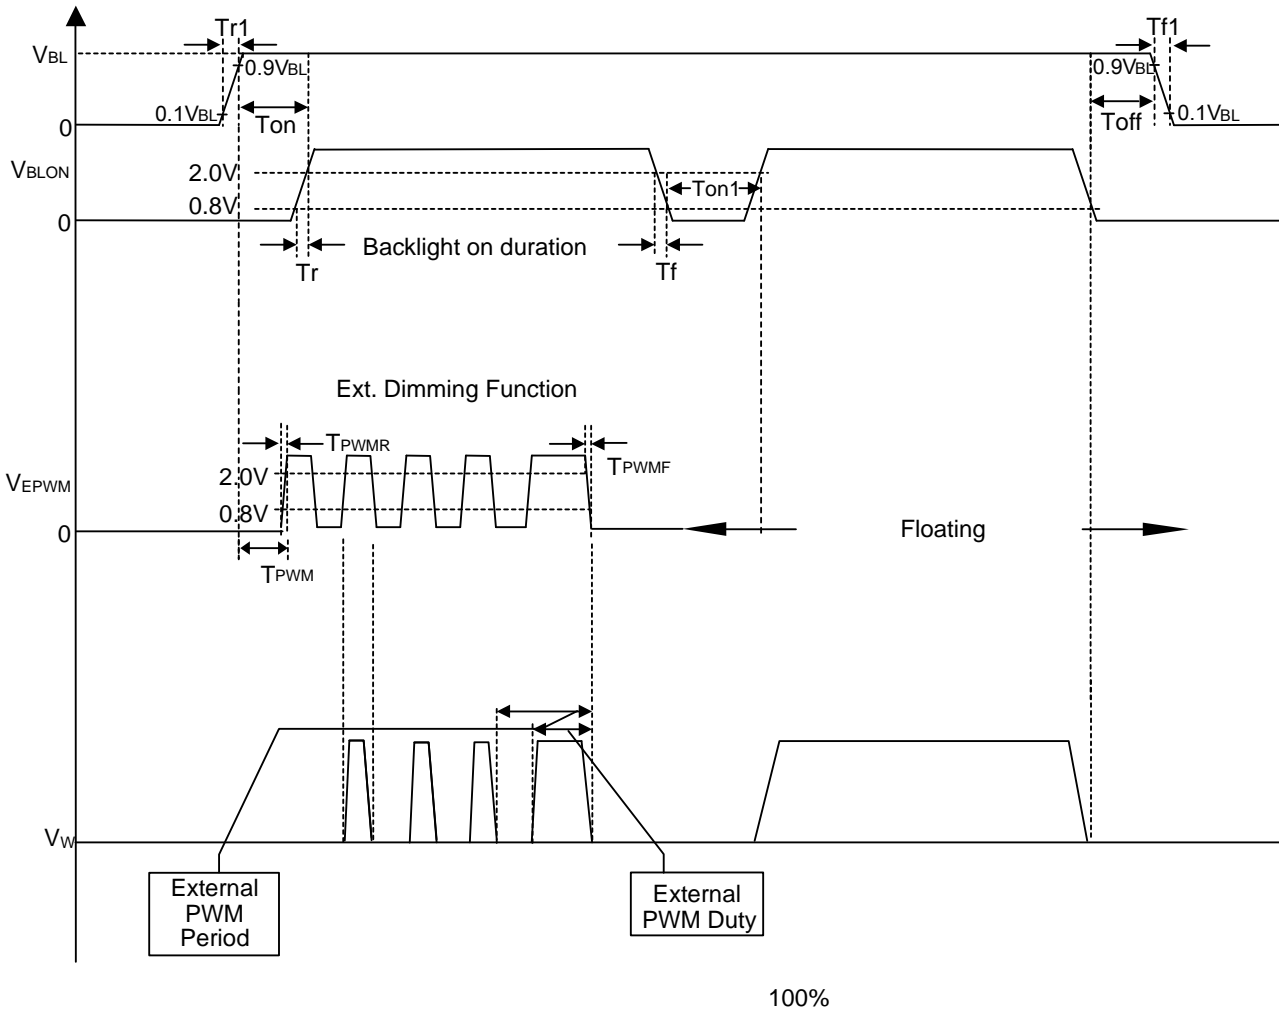 Tr1
Tf1
VBL
0.9VBL
0.9VBL
0.1VBL
Ton
Toff
0.1VBL
0
VBLON
2.0V
Ton1
0.8V
0
Backlight on duration
Tr
Tf
Ext. Dimming Function
TPWMR
TPWMF
VEPWM
2.0V
0.8V
0
Floating
TPWM
VW
External
PWM
Period
External
PWM Duty
100%